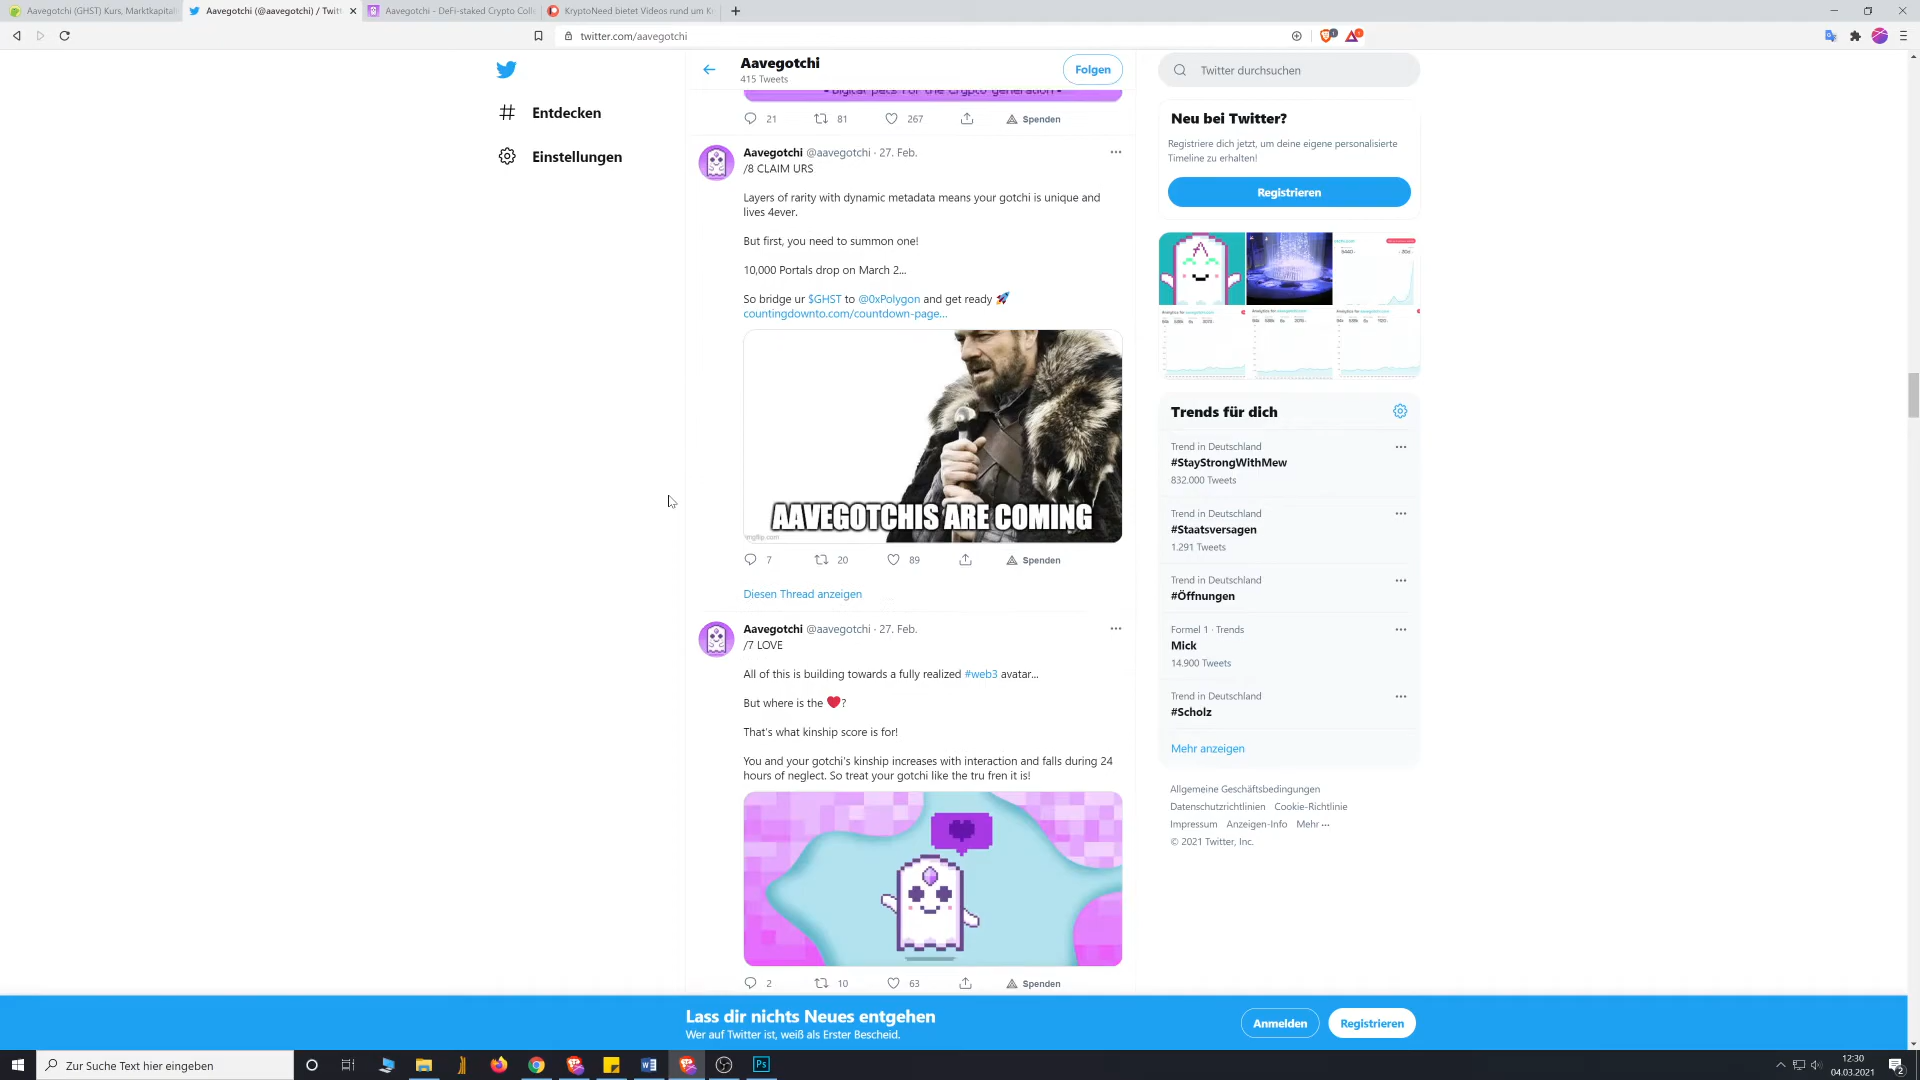 Aavegotchi (GHST) Kurs, Marktkapital
Aavegotchi (@aavegotchi) / Twitt
Aavegotchi - DeFi-staked Crypto Coll
KryptoNeed bietet Videos rund um K
twitter.com/aavegotchi
Entdecken
Einstellungen
Aavegotchi
415 Tweets
Folgen
• Digital pets for the crypto generation •
21
81
267
Spenden
Aavegotchi @aavegotchi · 27. Feb.
/8 CLAIM URS
Layers of rarity with dynamic metadata means your gotchi is unique and
lives 4ever.
But first, you need to summon one!
10,000 Portals drop on March 2...
So bridge ur $GHST to @0xPolygon and get ready 🚀
countingdownto.com/countdown-page...
AAVEGOTCHIS ARE COMING
imgflip.com
7
20
89
Spenden
Diesen Thread anzeigen
Aavegotchi @aavegotchi · 27. Feb.
/7 LOVE
All of this is building towards a fully realized #web3 avatar...
But where is the ❤?
That's what kinship score is for!
You and your gotchi's kinship increases with interaction and falls during 24
hours of neglect. So treat your gotchi like the tru fren it is!
2
10
63
Spenden
Twitter durchsuchen
Neu bei Twitter?
Registriere dich jetzt, um deine eigene personalisierte
Timeline zu erhalten!
Registrieren
Trends für dich
Trend in Deutschland
#StayStrongWithMew
832.000 Tweets
Trend in Deutschland
#Staatsversagen
1.291 Tweets
Trend in Deutschland
#Öffnungen
Formel 1 · Trends
Mick
14.900 Tweets
Trend in Deutschland
#Scholz
Mehr anzeigen
Allgemeine Geschäftsbedingungen
Datenschutzrichtlinien Cookie-Richtlinie
Impressum Anzeigen-Info Mehr ···
© 2021 Twitter, Inc.
Lass dir nichts Neues entgehen
Wer auf Twitter ist, weiß als Erster Bescheid.
Anmelden
Registrieren
Zur Suche Text hier eingeben
12:30
04.03.2021